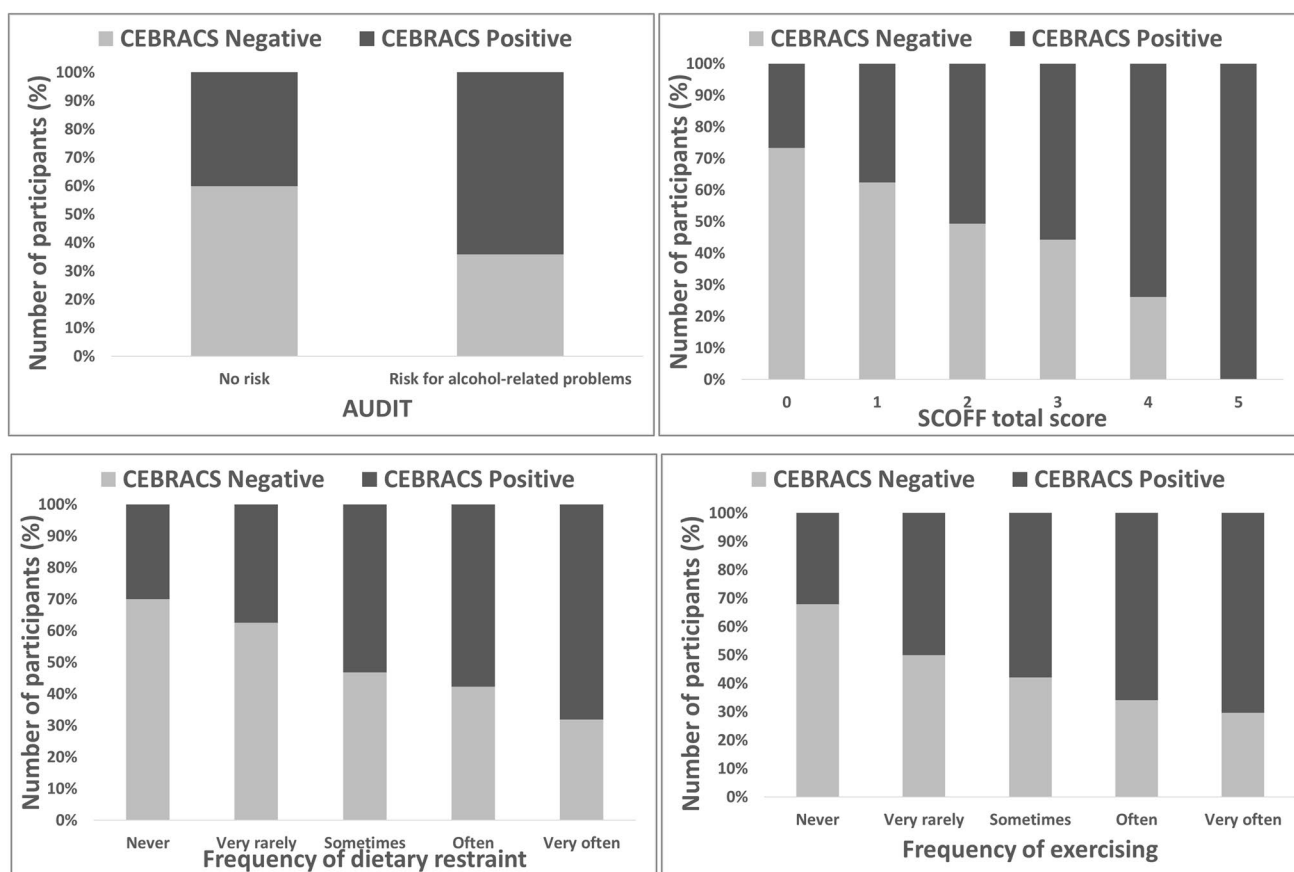 CEBRACS Negative CEBRACS Positive
Number of participants (%)
100%
90%
80%
70%
60%
50%
40%
30%
20%
10%
0%
No risk Risk for alcohol-related problems
AUDIT
CEBRACS Negative CEBRACS Positive
Number of participants (%)
100%
90%
80%
70%
60%
50%
40%
30%
20%
10%
0%
0 1 2 3 4 5
SCOFF total score
CEBRACS Negative CEBRACS Positive
Number of participants (%)
100%
90%
80%
70%
60%
50%
40%
30%
20%
10%
0%
Never Very rarely Sometimes Often Very often
Frequency of dietary restraint
CEBRACS Negative CEBRACS Positive
Number of participants (%)
100%
90%
80%
70%
60%
50%
40%
30%
20%
10%
0%
Never Very rarely Sometimes Often Very often
Frequency of exercising